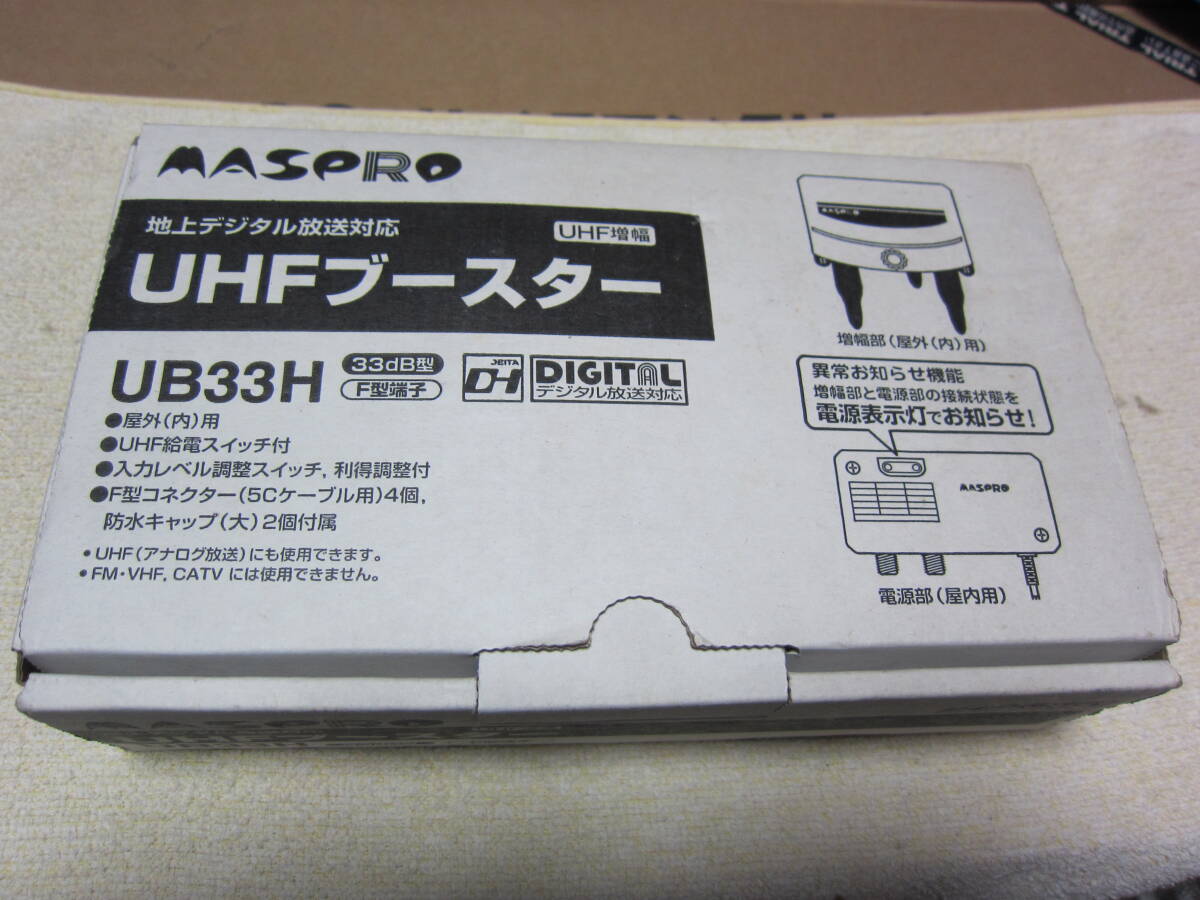 MASPRO
地上デジタル放送対応
UHF増幅
UHFブースター
UB33H
33dB型
F型端子
JEITA
DH
DIGITAL
デジタル放送対応
●屋外(内)用
●UHF給電スイッチ付
●入力レベル調整スイッチ, 利得調整付
●F型コネクター(5Cケーブル用)4個,
防水キャップ(大)2個付属
• UHF(アナログ放送)にも使用できます。
• FM・VHF, CATV には使用できません。
MASPRO
増幅部(屋外(内)用)
異常お知らせ機能
増幅部と電源部の接続状態を
電源表示灯でお知らせ!
MASPRO
電源部(屋内用)
MASPRO
TRIAL